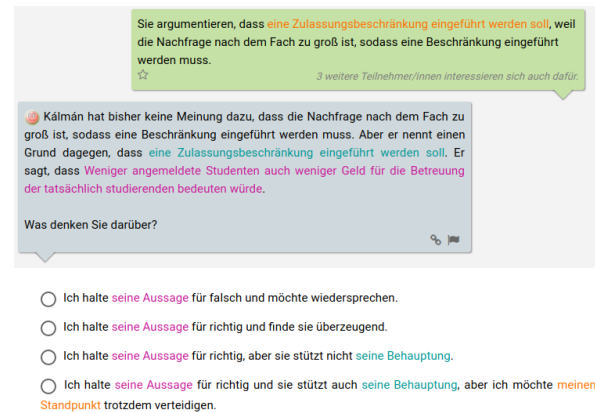 Sie argumentieren, dass eine Zulassungsbeschränkung eingeführt werden soll, weil
die Nachfrage nach dem Fach zu groß ist, sodass eine Beschränkung eingeführt
werden muss.
3 weitere Teilnehmer/innen interessieren sich auch dafür.
Kálmán hat bisher keine Meinung dazu, dass die Nachfrage nach dem Fach zu
groß ist, sodass eine Beschränkung eingeführt werden muss. Aber er nennt einen
Grund dagegen, dass eine Zulassungsbeschränkung eingeführt werden soll. Er
sagt, dass Weniger angemeldete Studenten auch weniger Geld für die Betreuung
der tatsächlich studierenden bedeuten würde.
Was denken Sie darüber?
Ich halte seine Aussage für falsch und möchte wiedersprechen.
Ich halte seine Aussage für richtig und finde sie überzeugend.
Ich halte seine Aussage für richtig, aber sie stützt nicht seine Behauptung.
Ich halte seine Aussage für richtig und sie stützt auch seine Behauptung, aber ich möchte meinen
Standpunkt trotzdem verteidigen.